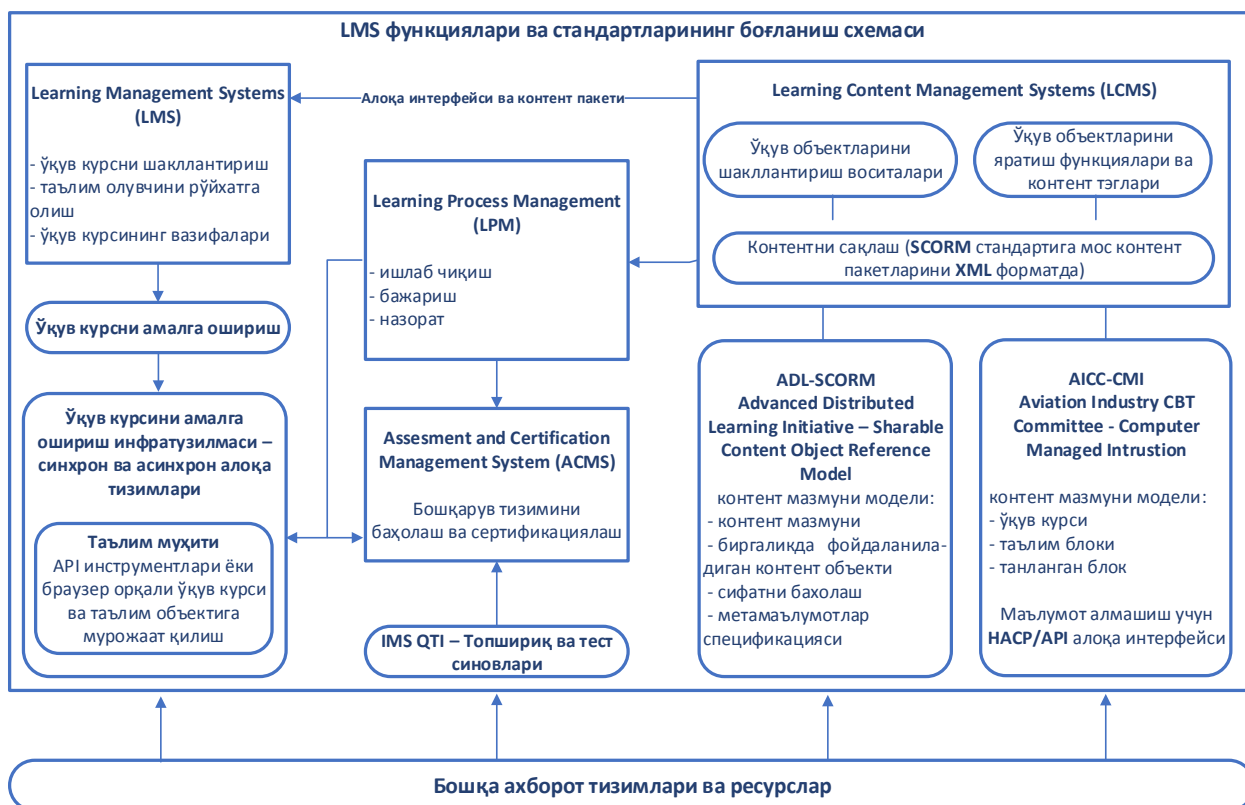 LMS функциялари ва стандартларининг боғланиш схемаси
Learning Management Systems
(LMS)
- ўқув курсни шакллантириш
- таълим олувчини рўйхатга
олиш
- ўқув курсининг вазифалари
Алоқа интерфейси ва контент пакети
Learning Content Management Systems (LCMS)
Ўқув объектларини
шакллантириш воситалари
Ўқув объектларини
яратиш функциялари ва
контент тэглари
Контентни сақлаш (SCORM стандартига мос контент
пакетларини XML форматда)
Learning Process Management
(LPM)
- ишлаб чиқиш
- бажариш
- назорат
Ўқув курсни амалга ошириш
Ўқув курсини амалга
ошириш инфратузилмаси –
синхрон ва асинхрон алоқа
тизимлари
Таълим муҳити
API инструментлари ёки
браузер орқали ўқув курси
ва таълим объектига
мурожаат қилиш
Assesment and Certification
Management System (ACMS)
Бошқарув тизимини
баҳолаш ва сертификациялаш
IMS QTI – Топшириқ ва тест
синовлари
ADL-SCORM
Advanced Distributed
Learning Initiative – Sharable
Content Object Reference
Model
контент мазмуни модели:
- контент мазмуни
- биргаликда фойдаланила-
диган контент объекти
- сифатни бахолаш
- метамаълумотлар
спецификацияси
AICC-CMI
Aviation Industry CBT
Committee - Computer
Managed Intrustion
контент мазмуни модели:
- ўқув курси
- таълим блоки
- танланган блок
Маълумот алмашиш учун
HACP/API алоқа интерфейси
Бошқа ахборот тизимлари ва ресурслар